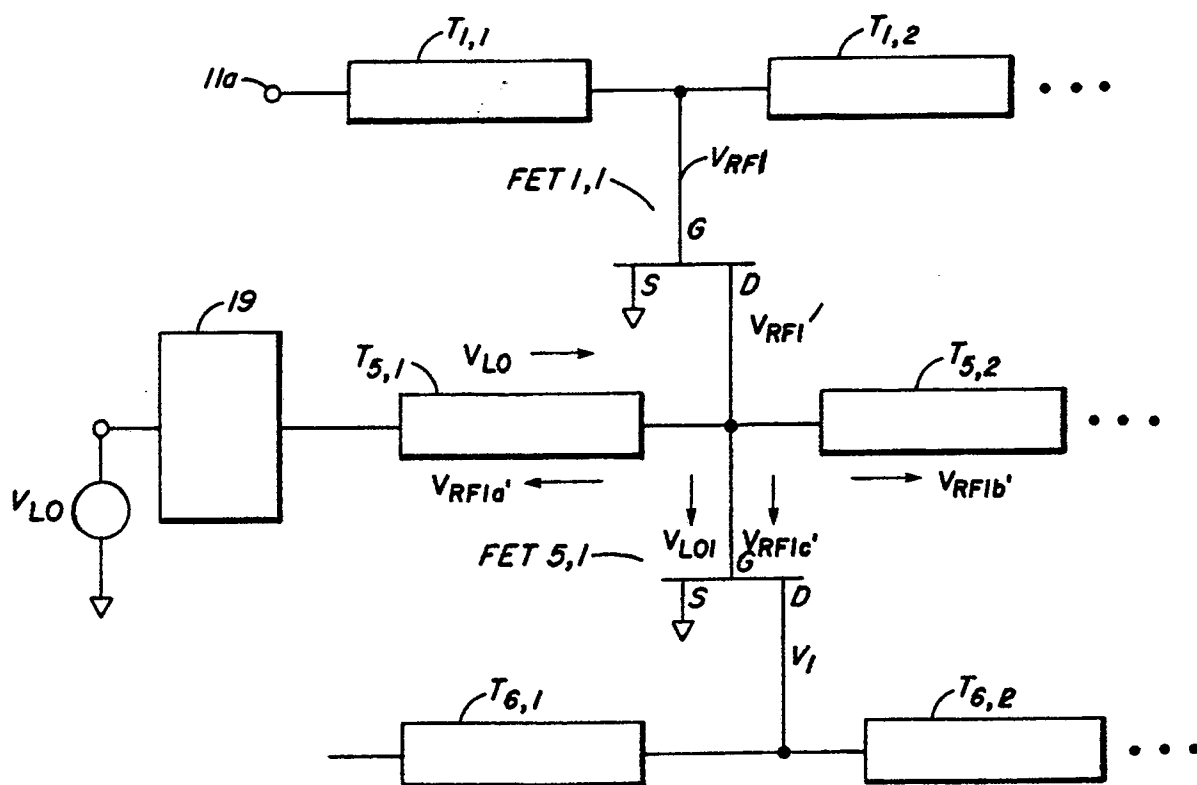 11a
T1,1
T1,2
• • •
VRF1
FET 1,1
G
S
D
VRF1'
19
VLO
T5,1
T5,2
• • •
VRF1a'
VRF1b'
VLO
VLO1
VRF1c'
FET 5,1
G
S
D
V1
T6,1
T6,2
• • •